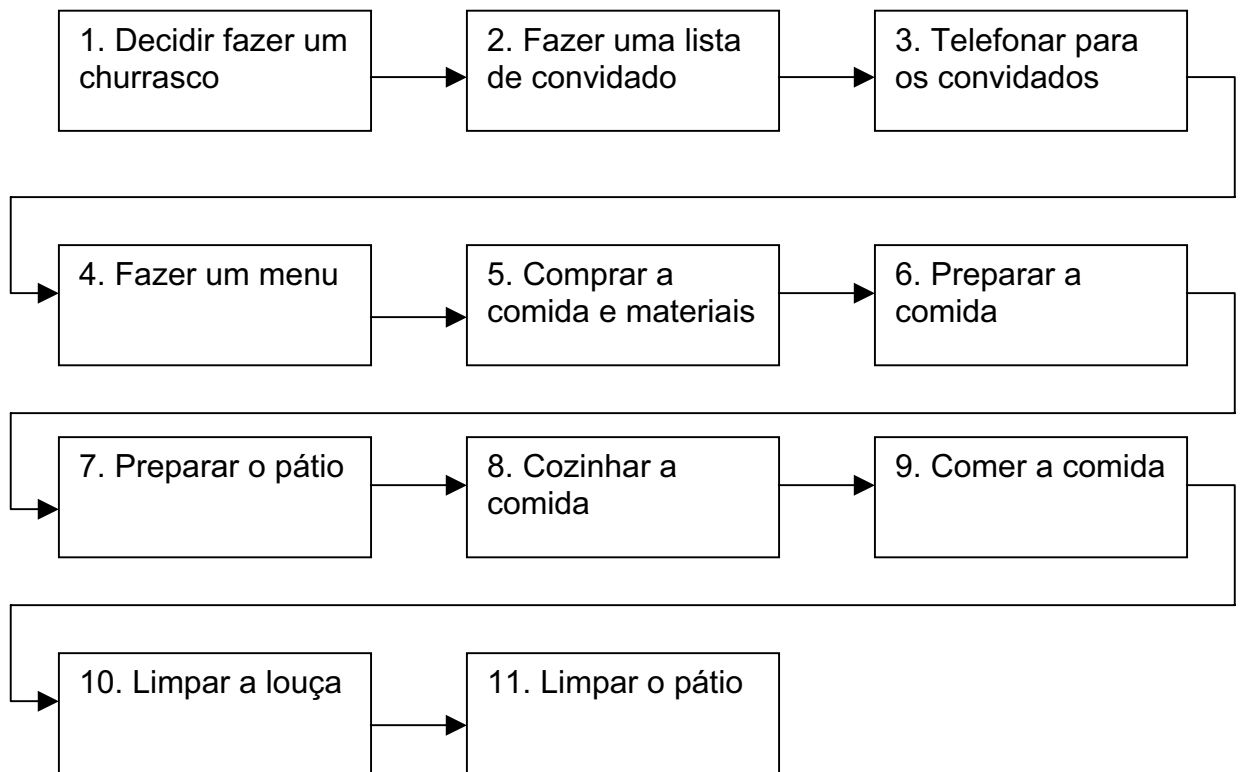 1. Decidir fazer um
churrasco
2. Fazer uma lista
de convidado
3. Telefonar para
os convidados
4. Fazer um menu
5. Comprar a
comida e materiais
6. Preparar a
comida
7. Preparar o pátio
8. Cozinhar a
comida
9. Comer a comida
10. Limpar a louça
11. Limpar o pátio